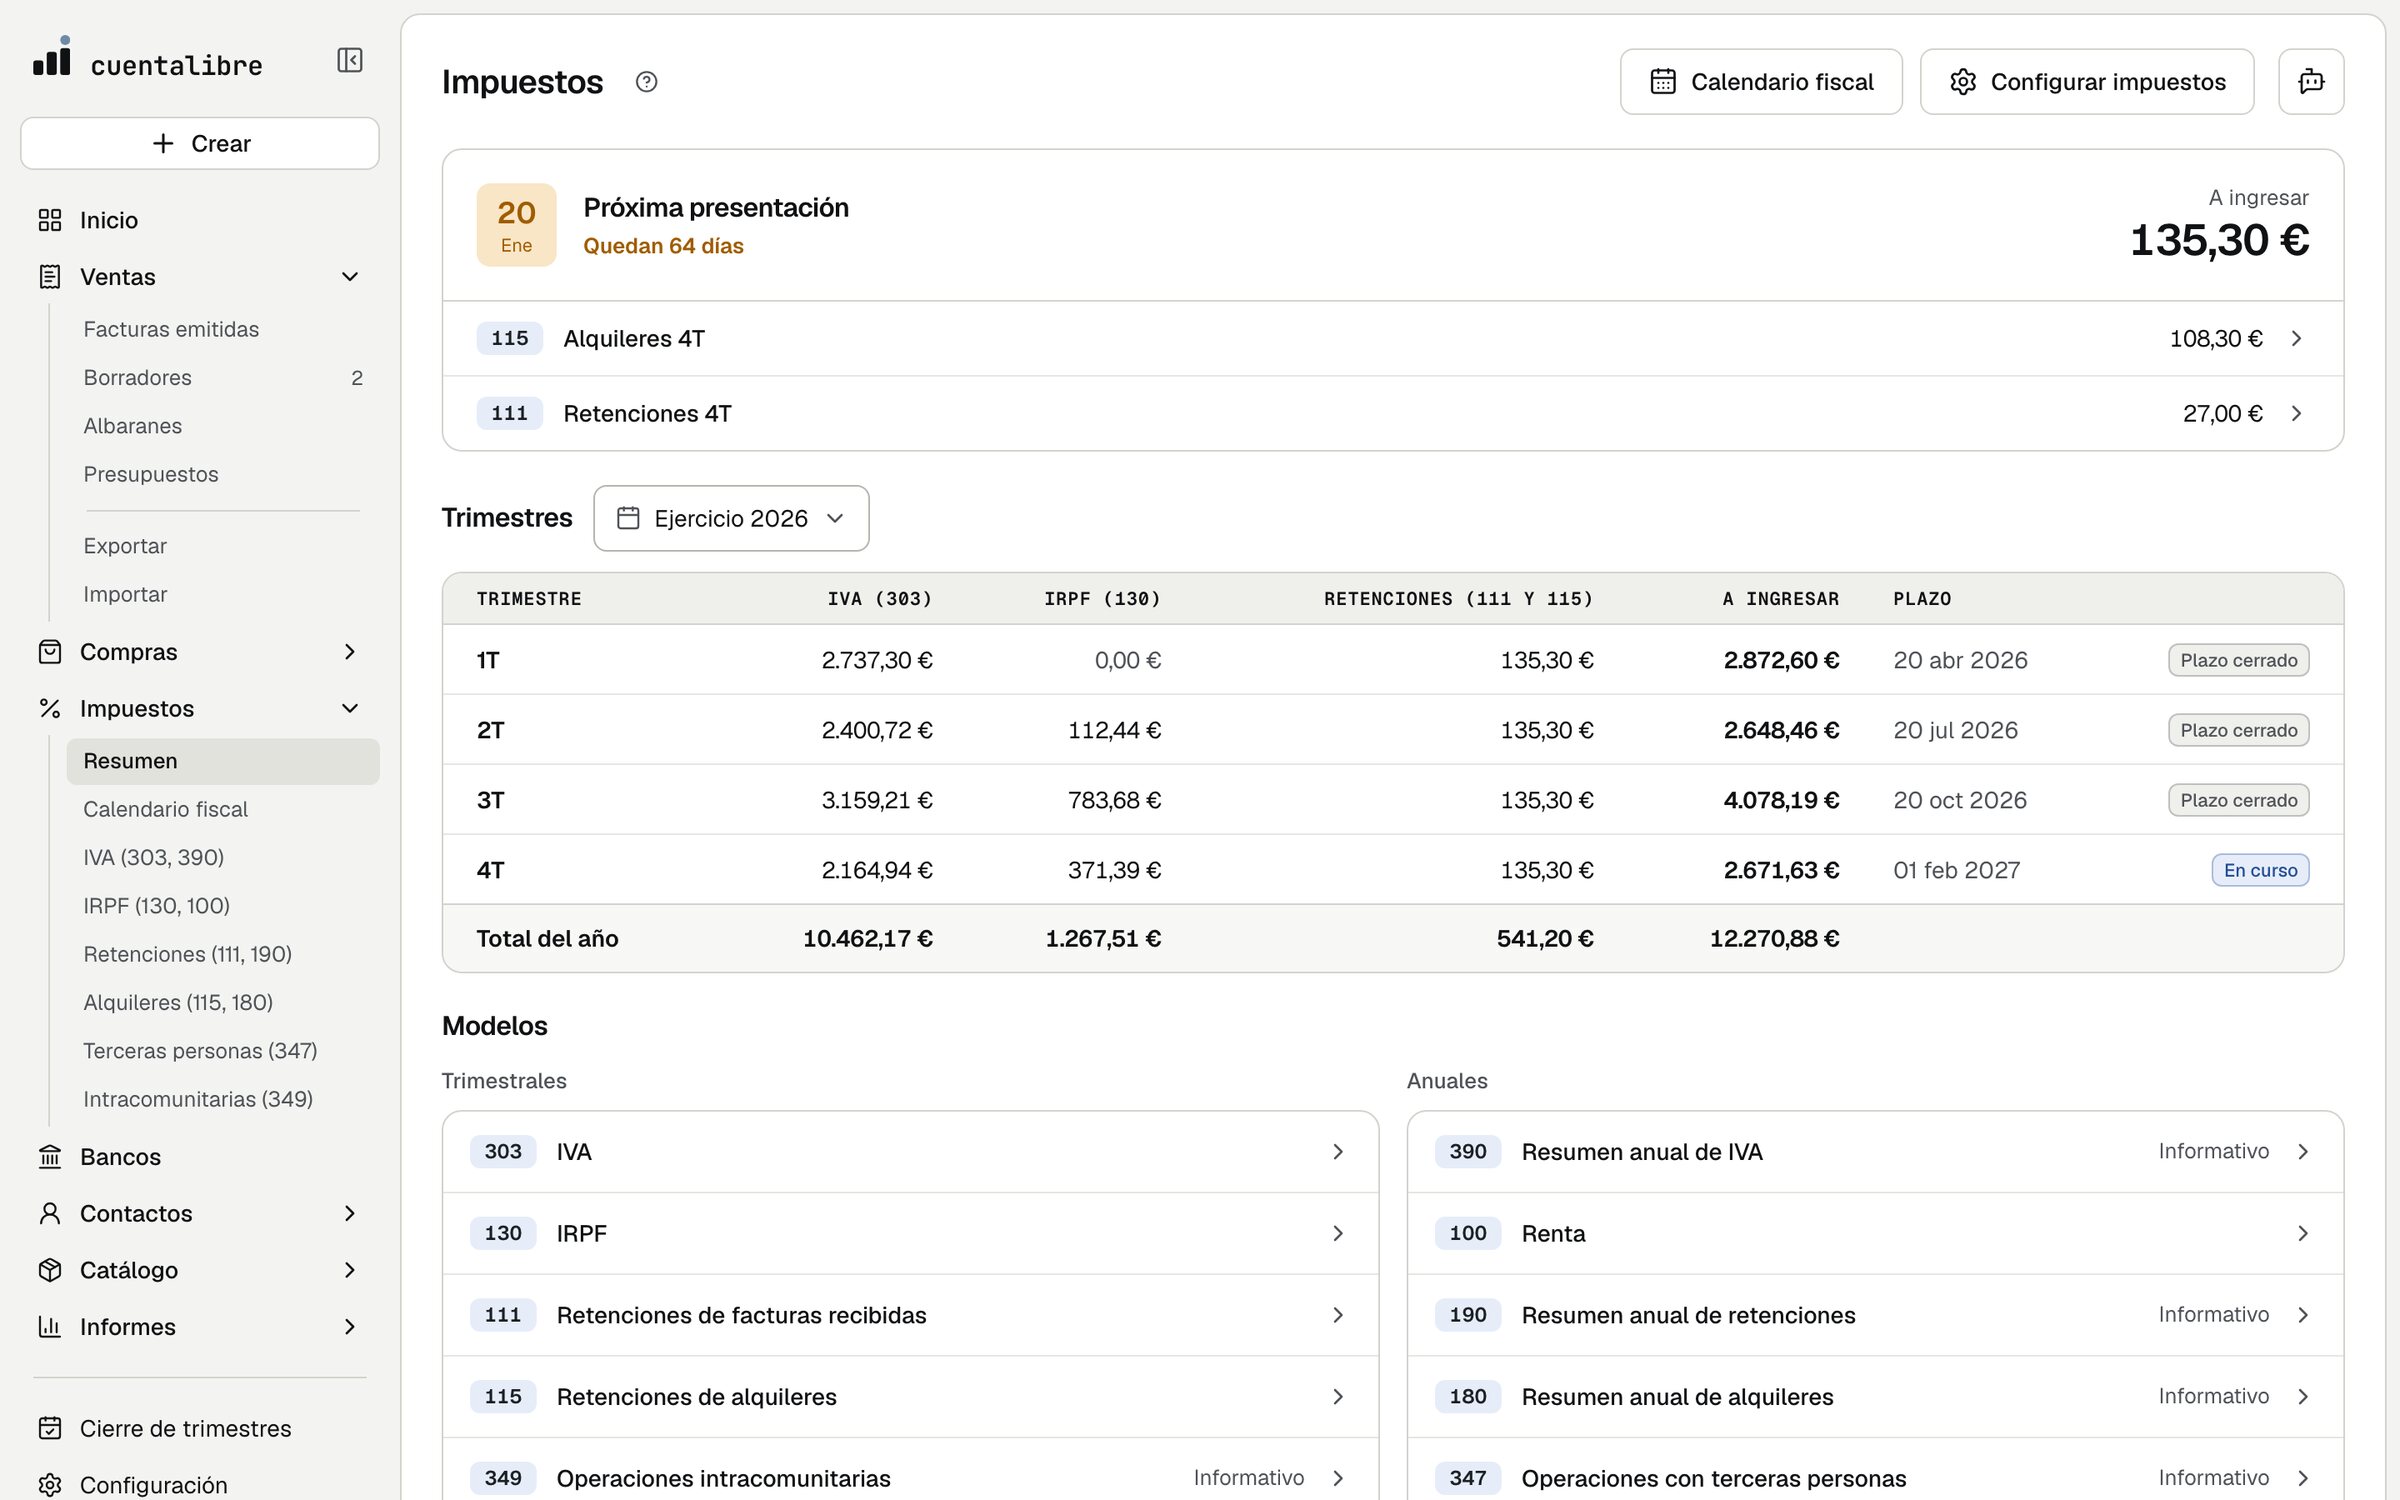 cuentalibre
Crear
Inicio
Ventas
Facturas emitidas
Borradores 2
Albaranes
Presupuestos
Exportar
Importar
Compras
Impuestos
Resumen
Calendario fiscal
IVA (303, 390)
IRPF (130, 100)
Retenciones (111, 190)
Alquileres (115, 180)
Terceras personas (347)
Intracomunitarias (349)
Bancos
Contactos
Catálogo
Informes
Cierre de trimestres
Configuración
Impuestos
Calendario fiscal
Configurar impuestos
20 Ene
Próxima presentación
Quedan 64 días
A ingresar
135,30 €
115 Alquileres 4T 108,30 €
111 Retenciones 4T 27,00 €
Trimestres
Ejercicio 2026
TRIMESTRE IVA (303) IRPF (130) RETENCIONES (111 Y 115) A INGRESAR PLAZO
1T 2.737,30 € 0,00 € 135,30 € 2.872,60 € 20 abr 2026 Plazo cerrado
2T 2.400,72 € 112,44 € 135,30 € 2.648,46 € 20 jul 2026 Plazo cerrado
3T 3.159,21 € 783,68 € 135,30 € 4.078,19 € 20 oct 2026 Plazo cerrado
4T 2.164,94 € 371,39 € 135,30 € 2.671,63 € 01 feb 2027 En curso
Total del año 10.462,17 € 1.267,51 € 541,20 € 12.270,88 €
Modelos
Trimestrales
303 IVA
130 IRPF
111 Retenciones de facturas recibidas
115 Retenciones de alquileres
349 Operaciones intracomunitarias Informativo
Anuales
390 Resumen anual de IVA Informativo
100 Renta
190 Resumen anual de retenciones Informativo
180 Resumen anual de alquileres Informativo
347 Operaciones con terceras personas Informativo